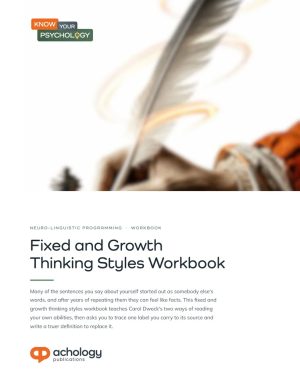 KNOW YOUR
PSYCHOLOGY
NEURO-LINGUISTIC PROGRAMMING · WORKBOOK
Fixed and Growth
Thinking Styles Workbook
Many of the sentences you say about yourself started out as somebody else's
words, and after years of repeating them they can feel like facts. This fixed and
growth thinking styles workbook teaches Carol Dweck's two ways of reading
your own abilities, then asks you to trace one label you carry to its source and
write a truer definition to replace it.
achology
publications